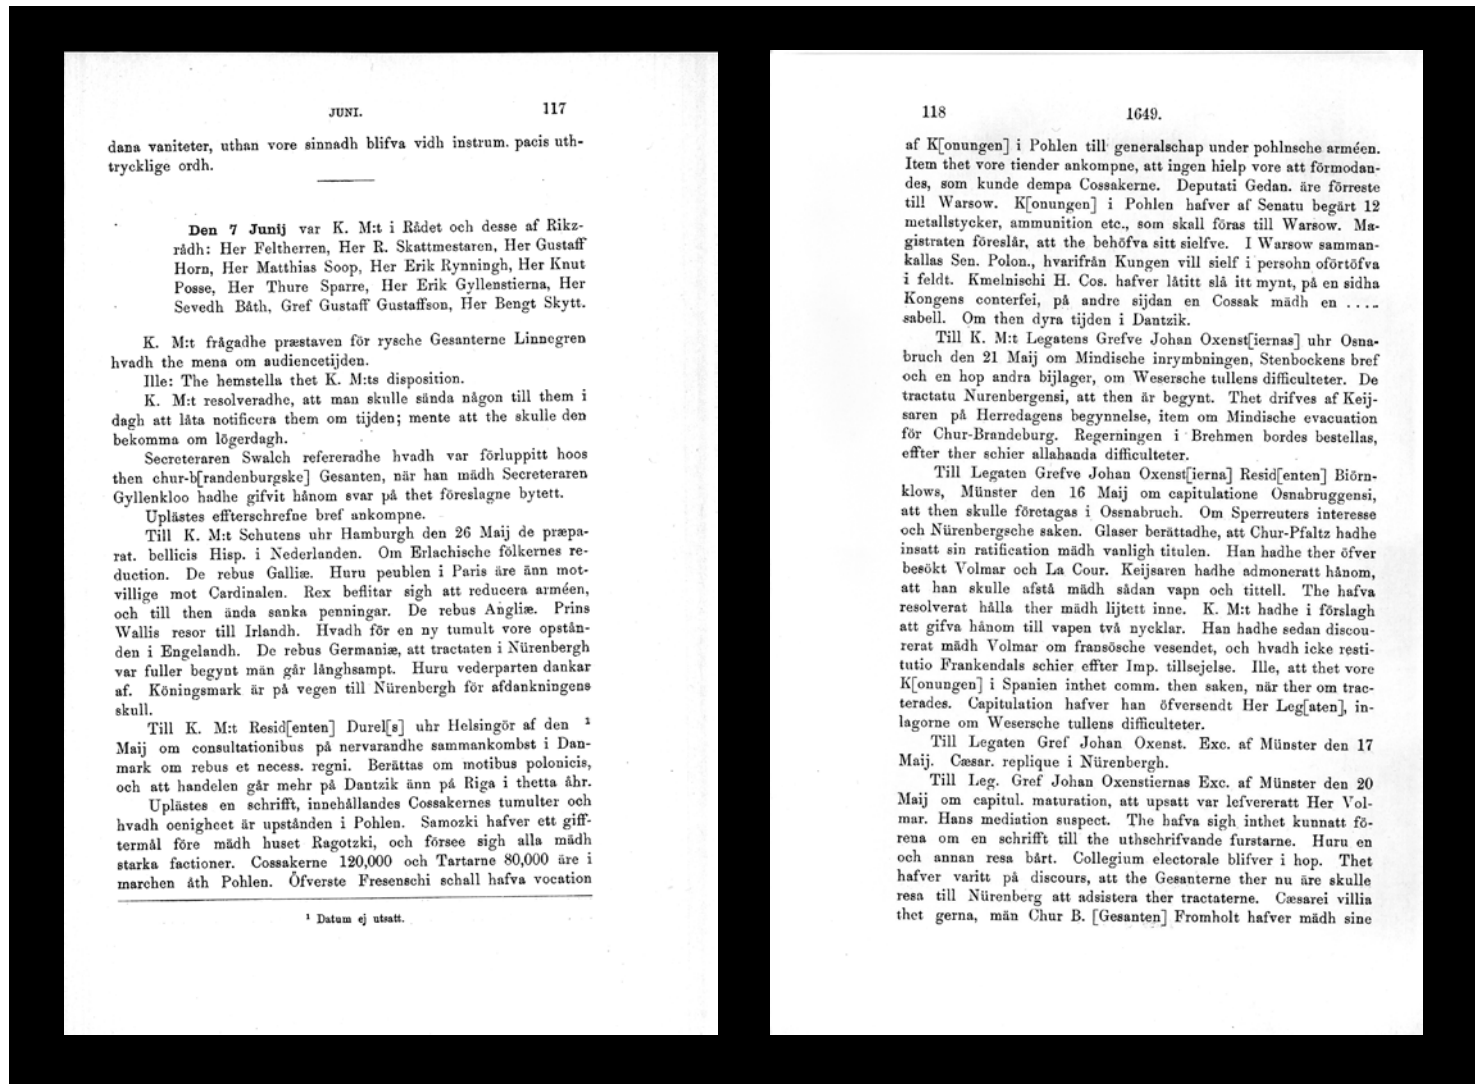 JUNI. 117
dana vaniteter, uthan vore sinnadh blifva vidh instrum. pacis uth-
trycklige ordh.
Den 7 Junij var K. M:t i Rådet och desse af Rikz-
rådh: Her Feltherren, Her R. Skattmestaren, Her Gustaff
Horn, Her Matthias Soop, Her Erik Rynningh, Her Knut
Posse, Her Thure Sparre, Her Erik Gyllenstierna, Her
Sevedh Båth, Gref Gustaff Gustaffson, Her Bengt Skytt.
K. M:t frågadhe præstaven för rysche Gesanterne Linnegren
hvadh the mena om audiencetijden.
Ille: The hemstella thet K. M:ts disposition.
K. M:t resolveradhe, att man skulle sända någon till them i
dagh att låta notificera them om tijden; mente att the skulle den
bekomma om lögerdagh.
Secreteraren Swalch refereradhe hvadh var förluppitt hoos
then chur-b[randenburgske] Gesanten, när han mädh Secreteraren
Gyllenkloo hadhe gifvit hånom svar på thet föreslagne bytett.
Uplästes effterschrefne bref ankompne.
Till K. M:t Schutens uhr Hamburgh den 26 Maij de præpa-
rat. bellicis Hisp. i Nederlanden. Om Erlachische fölkernes re-
duction. De rebus Galliæ. Huru peublen i Paris äre änn mot-
villige mot Cardinalen. Rex beflitar sigh att reducera arméen,
och till then ända sanka penningar. De rebus Angliæ. Prins
Wallis resor till Irlandh. Hvadh för en ny tumult vore opstån-
den i Engelandh. De rebus Germaniæ, att tractaten i Nürenbergh
var fuller begynt män går långhsampt. Huru vederparten dankar
af. Köningsmark är på vegen till Nürenbergh för afdankningens
skull.
Till K. M:t Resid[enten] Durel[s] uhr Helsingör af den ¹
Maij om consultationibus på nervarandhe sammankombst i Dan-
mark om rebus et necess. regni. Berättas om motibus polonicis,
och att handelen går mehr på Dantzik änn på Riga i thetta åhr.
Uplästes en schrifft, innehållandes Cossakernes tumulter och
hvadh oenigheet är upstånden i Pohlen. Samozki hafver ett giff-
termål före mädh huset Ragotzki, och försee sigh alla mädh
starka factioner. Cossakerne 120,000 och Tartarne 80,000 äre i
marchen åth Pohlen. Öfverste Fresenschi schall hafva vocation
¹ Datum ej utsatt.
118 1649.
af K[onungen] i Pohlen till generalschap under pohlnsche arméen.
Item thet vore tiender ankompne, att ingen hielp vore att förmodan-
des, som kunde dempa Cossakerne. Deputati Gedan. äre förreste
till Warsow. K[onungen] i Pohlen hafver af Senatu begärt 12
metallstycker, ammunition etc., som skall föras till Warsow. Ma-
gistraten föreslår, att the behöfva sitt sielfve. I Warsow samman-
kallas Sen. Polon., hvarifrån Kungen vill sielf i persohn oförtöfva
i feldt. Kmelnischi H. Cos. hafver låtitt slå itt mynt, på en sidha
Kongens conterfei, på andre sijdan en Cossak mädh en .....
sabell. Om then dyra tijden i Dantzik.
Till K. M:t Legatens Grefve Johan Oxenst[iernas] uhr Osna-
bruch den 21 Maij om Mindische inrymbningen, Stenbockens bref
och en hop andra bijlager, om Wesersche tullens difficulteter. De
tractatu Nurenbergensi, att then är begynt. Thet drifves af Keij-
saren på Herredagens begynnelse, item om Mindische evacuation
för Chur-Brandeburg. Regerningen i Brehmen bordes bestellas,
effter ther schier allahanda difficulteter.
Till Legaten Grefve Johan Oxenst[ierna] Resid[enten] Biörn-
klows, Münster den 16 Maij om capitulatione Osnabruggensi,
att then skulle företagas i Ossnabruch. Om Sperreuters interesse
och Nürenbergsche saken. Glaser berättadhe, att Chur-Pfaltz hadhe
insatt sin ratification mädh vanligh titulen. Han hadhe ther öfver
besökt Volmar och La Cour. Keijsaren hadhe admoneratt hånom,
att han skulle afstå mädh sådan vapn och tittell. The hafva
resolverat hålla ther mädh lijtett inne. K. M:t hadhe i förslagh
att gifva hånom till vapen två nycklar. Han hadhe sedan discou-
rerat mädh Volmar om fransösche vesendet, och hvadh icke resti-
tutio Frankendals schier effter Imp. tillsejelse. Ille, att thet vore
K[onungen] i Spanien inthet comm. then saken, när ther om trac-
terades. Capitulation hafver han öfversendt Her Leg[aten], in-
lagorne om Wesersche tullens difficulteter.
Till Legaten Gref Johan Oxenst. Exc. af Münster den 17
Maij. Cæsar. replique i Nürenbergh.
Till Leg. Gref Johan Oxenstiernas Exc. af Münster den 20
Maij om capitul. maturation, att upsatt var lefvereratt Her Vol-
mar. Hans mediation suspect. The hafva sigh inthet kunnatt fö-
rena om en schrifft till the uthschrifvande furstarne. Huru en
och annan resa bårt. Collegium electorale blifver i hop. Thet
hafver varitt på discours, att the Gesanterne ther nu äre skulle
resa till Nürenberg att adsistera ther tractaterne. Cæsarei villia
thet gerna, män Chur B. [Gesanten] Fromholt hafver mädh sine